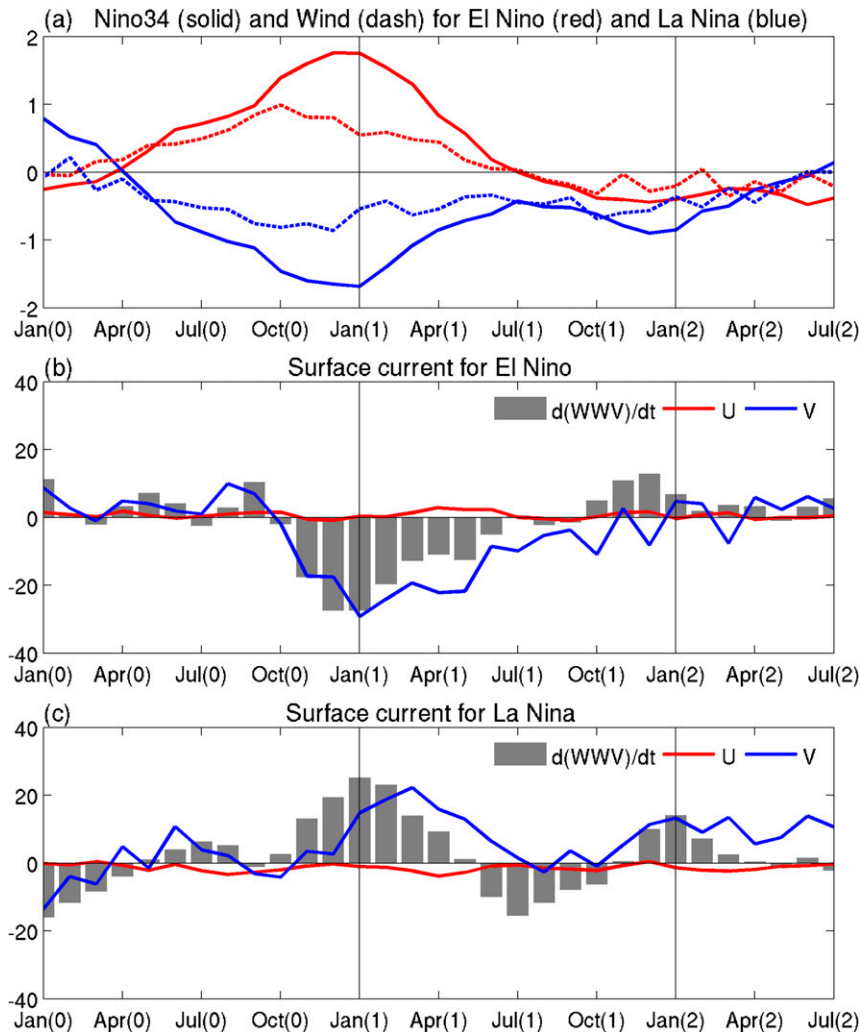 (a) Nino34 (solid) and Wind (dash) for El Nino (red) and La Nina (blue)
2
1
0
-1
-2
Jan(0) Apr(0) Jul(0) Oct(0) Jan(1) Apr(1) Jul(1) Oct(1) Jan(2) Apr(2) Jul(2)
(b) Surface current for El Nino
40
d(WWV)/dt U V
20
0
-20
-40
Jan(0) Apr(0) Jul(0) Oct(0) Jan(1) Apr(1) Jul(1) Oct(1) Jan(2) Apr(2) Jul(2)
(c) Surface current for La Nina
40
d(WWV)/dt U V
20
0
-20
-40
Jan(0) Apr(0) Jul(0) Oct(0) Jan(1) Apr(1) Jul(1) Oct(1) Jan(2) Apr(2) Jul(2)